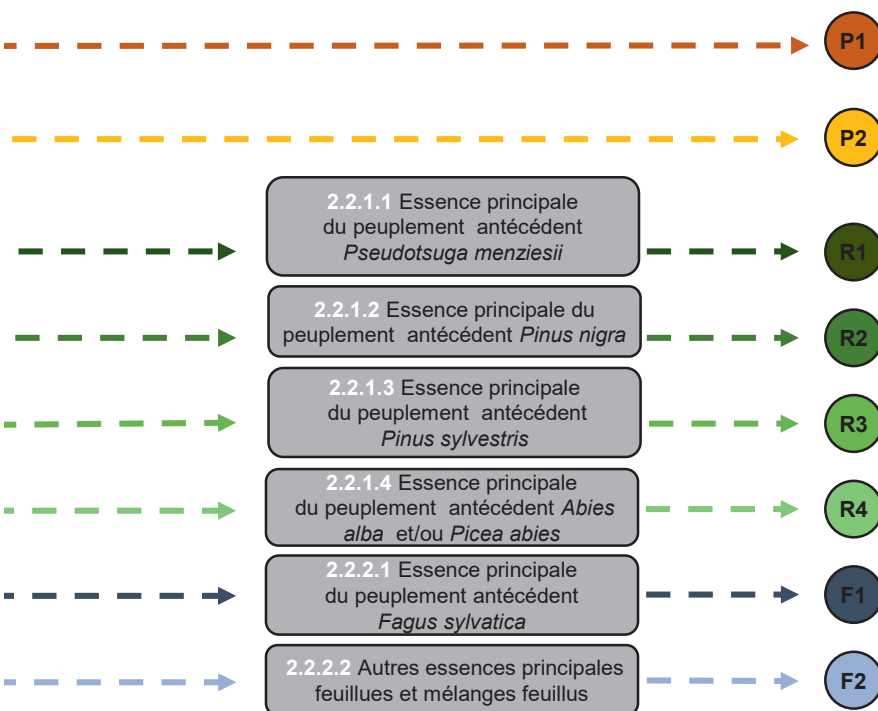 P1
P2
2.2.1.1 Essence principale
du peuplement antécédent
Pseudotsuga menziesii
R1
2.2.1.2 Essence principale du
peuplement antécédent Pinus nigra
R2
2.2.1.3 Essence principale
du peuplement antécédent
Pinus sylvestris
R3
2.2.1.4 Essence principale
du peuplement antécédent Abies
alba et/ou Picea abies
R4
2.2.2.1 Essence principale
du peuplement antécédent
Fagus sylvatica
F1
2.2.2.2 Autres essences principales
feuillues et mélanges feuillus
F2